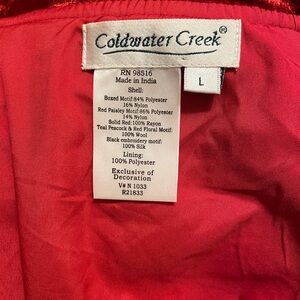 Coldwater Creek®
L
RN 98516
Made in India
Shell:
Boxed Motif:84% Polyester
16% Nylon
Red Paisley Motif:86% Polyester
14% Nylon
Solid Red:100% Rayon
Teal Peacock & Red Floral Motif:
100% Wool
Black embroidery motif:
100% Silk
Lining:
100% Polyester
Exclusive of
Decoration
V# N 1033
R21833